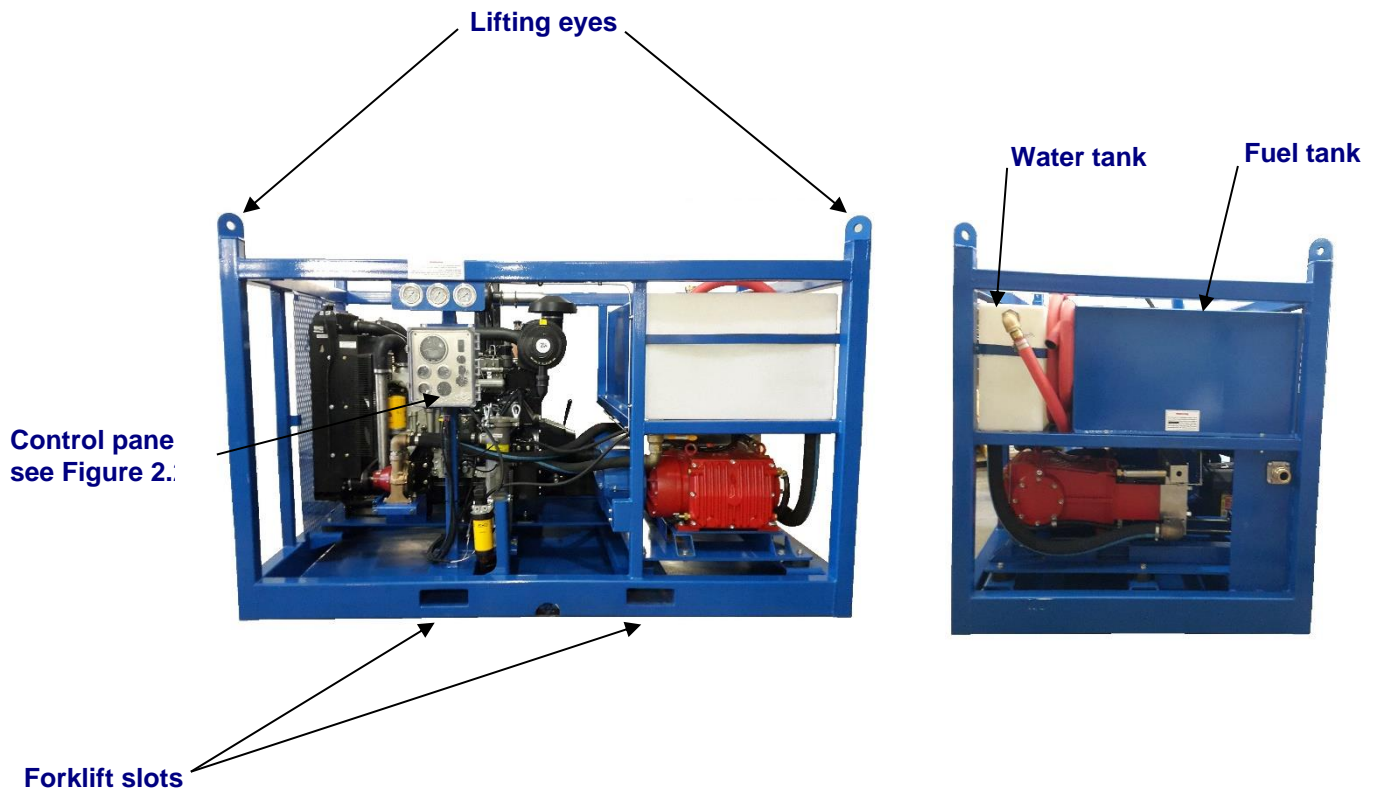 Lifting eyes
Water tank
Fuel tank
Control pane
see Figure 2.
Forklift slots